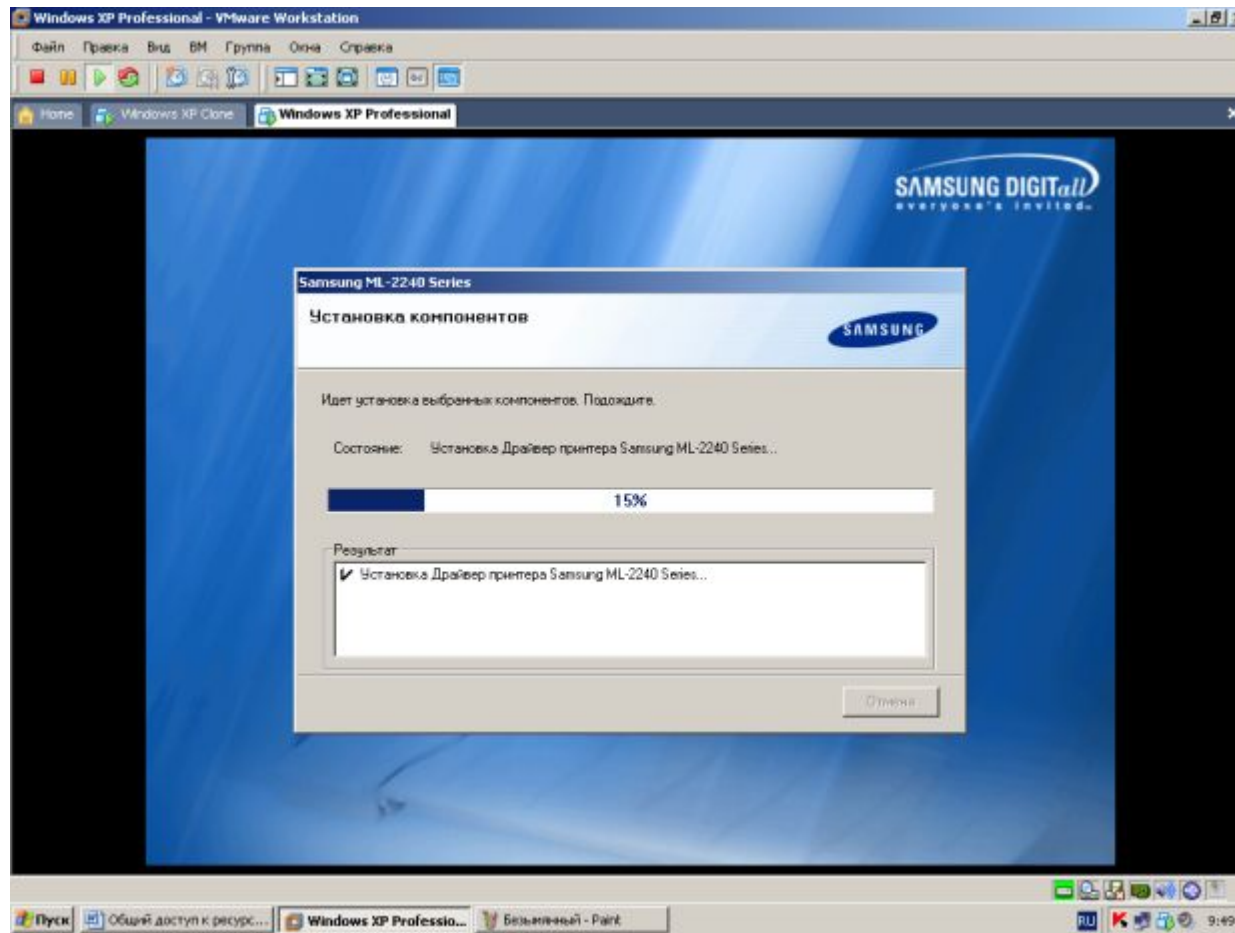 Windows XP Professional - VMware Workstation
Файл Правка Вид ВМ Группа Окна Справка
Home Windows XP Clone Windows XP Professional
SAMSUNG DIGITall
everyone's invited™
Samsung ML-2240 Series
Установка компонентов
SAMSUNG
Идет установка выбранных компонентов. Подождите.
Состояние: Установка Драйвер принтера Samsung ML-2240 Series...
15%
Результат
Установка Драйвер принтера Samsung ML-2240 Series...
Отмена
Пуск Общий доступ к ресурс... Windows XP Professio... Безымянный - Paint RU 9:49